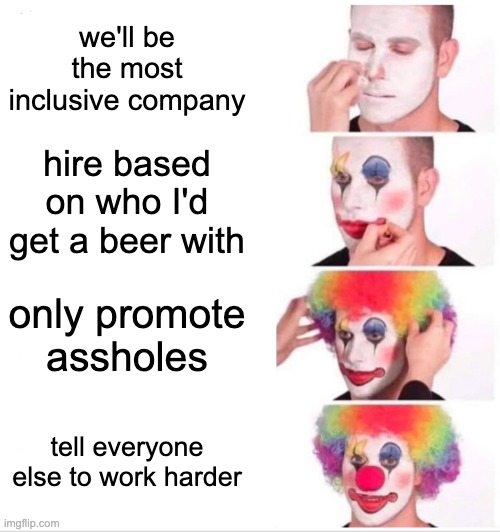 we'll be
the most
inclusive company
hire based
on who I'd
get a beer with
only promote
assholes
tell everyone
else to work harder
imgflip.com